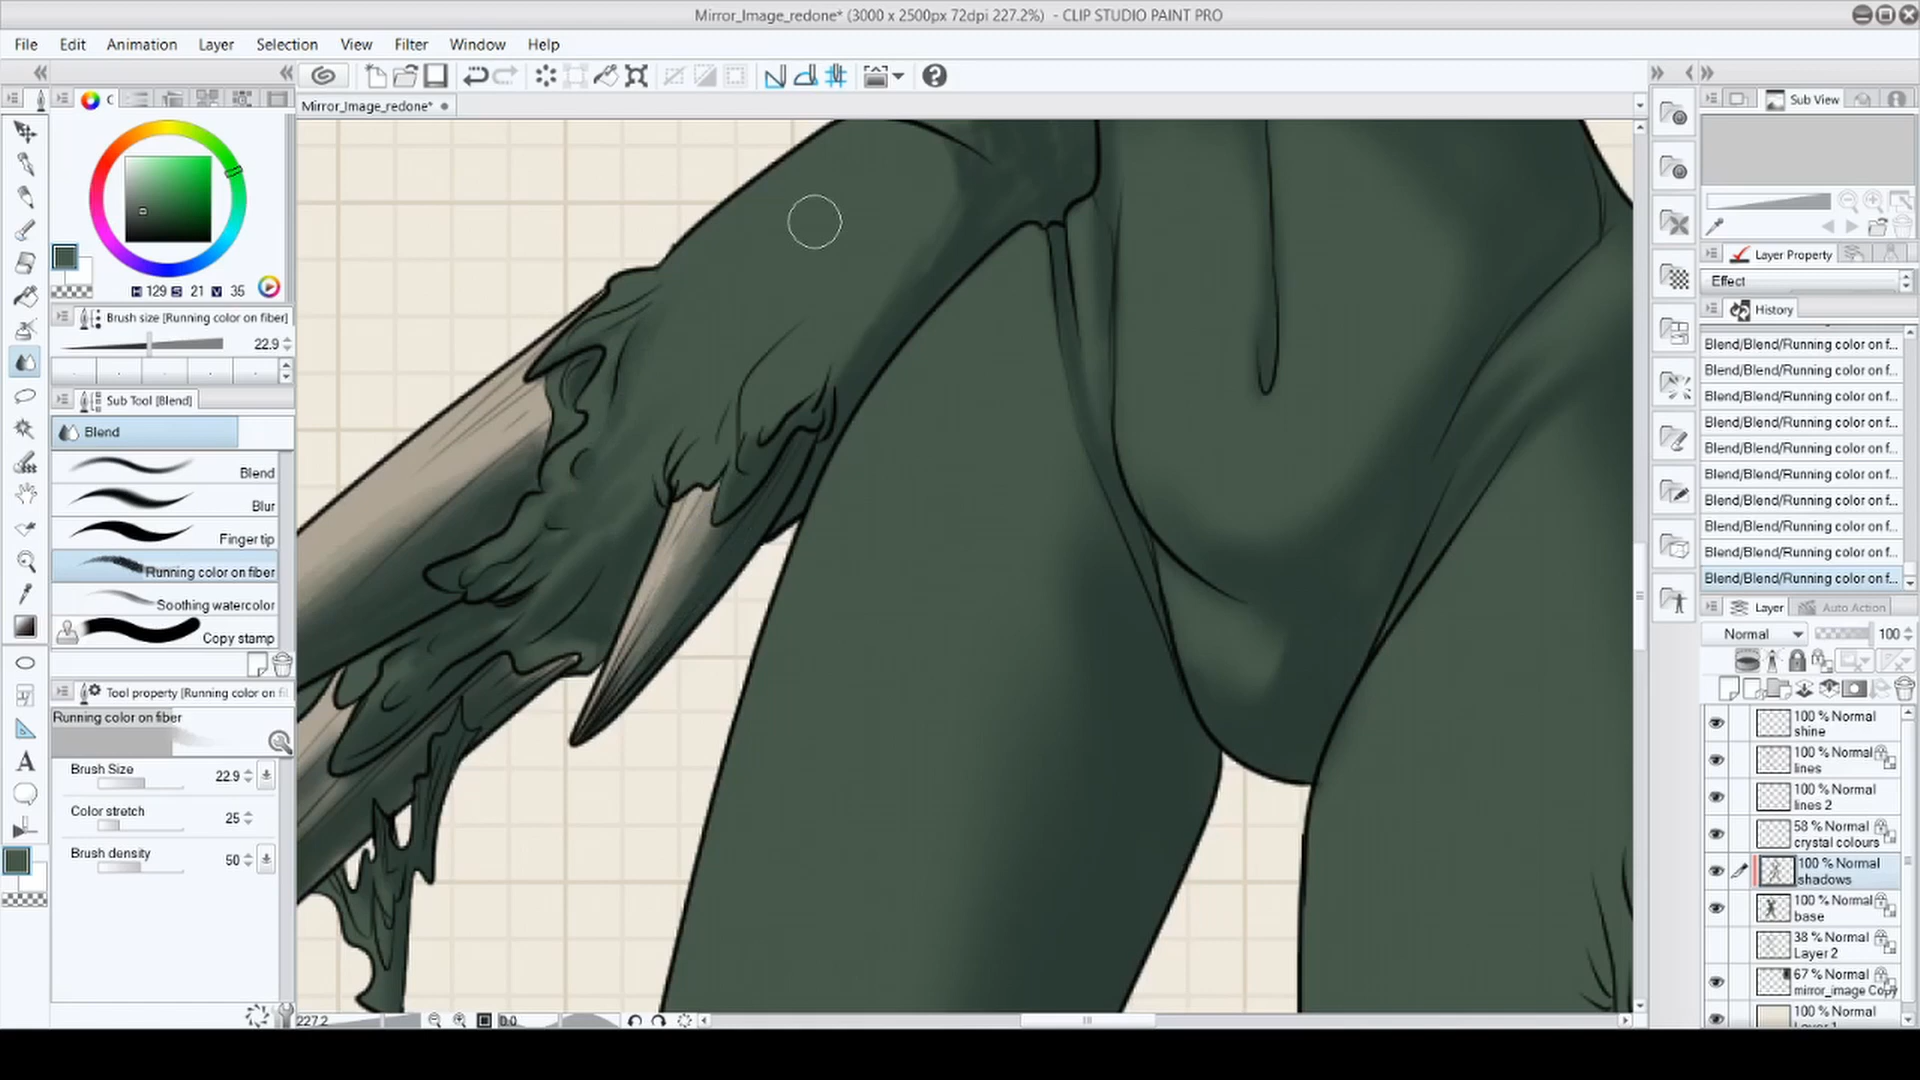 Mirror_Image_redone* (3000 x 2500px 72dpi 227.2%) - CLIP STUDIO PAINT PRO
File Edit Animation Layer Selection View Filter Window Help
Mirror_Image_redone*
C
Sub View
H 129 S 21 V 35
Brush size [Running color on fiber]
22.9
Sub Tool [Blend]
Blend
Blend
Blur
Finger tip
Running color on fiber
Soothing watercolor
Copy stamp
Tool property [Running color on fi
Running color on fiber
Brush Size 22.9
Color stretch 25
Brush density 50
A
227.2
0.0
Layer Property
Effect
History
Blend/Blend/Running color on f...
Blend/Blend/Running color on f...
Blend/Blend/Running color on f...
Blend/Blend/Running color on f...
Blend/Blend/Running color on f...
Blend/Blend/Running color on f...
Blend/Blend/Running color on f...
Blend/Blend/Running color on f...
Blend/Blend/Running color on f...
Blend/Blend/Running color on f...
Layer Auto Action
Normal 100
100 % Normal
shine
100 % Normal
lines
100 % Normal
lines 2
58 % Normal
crystal colours
100 % Normal
shadows
100 % Normal
base
38 % Normal
Layer 2
67 % Normal
mirror_image Copy
100 % Normal
Layer 1